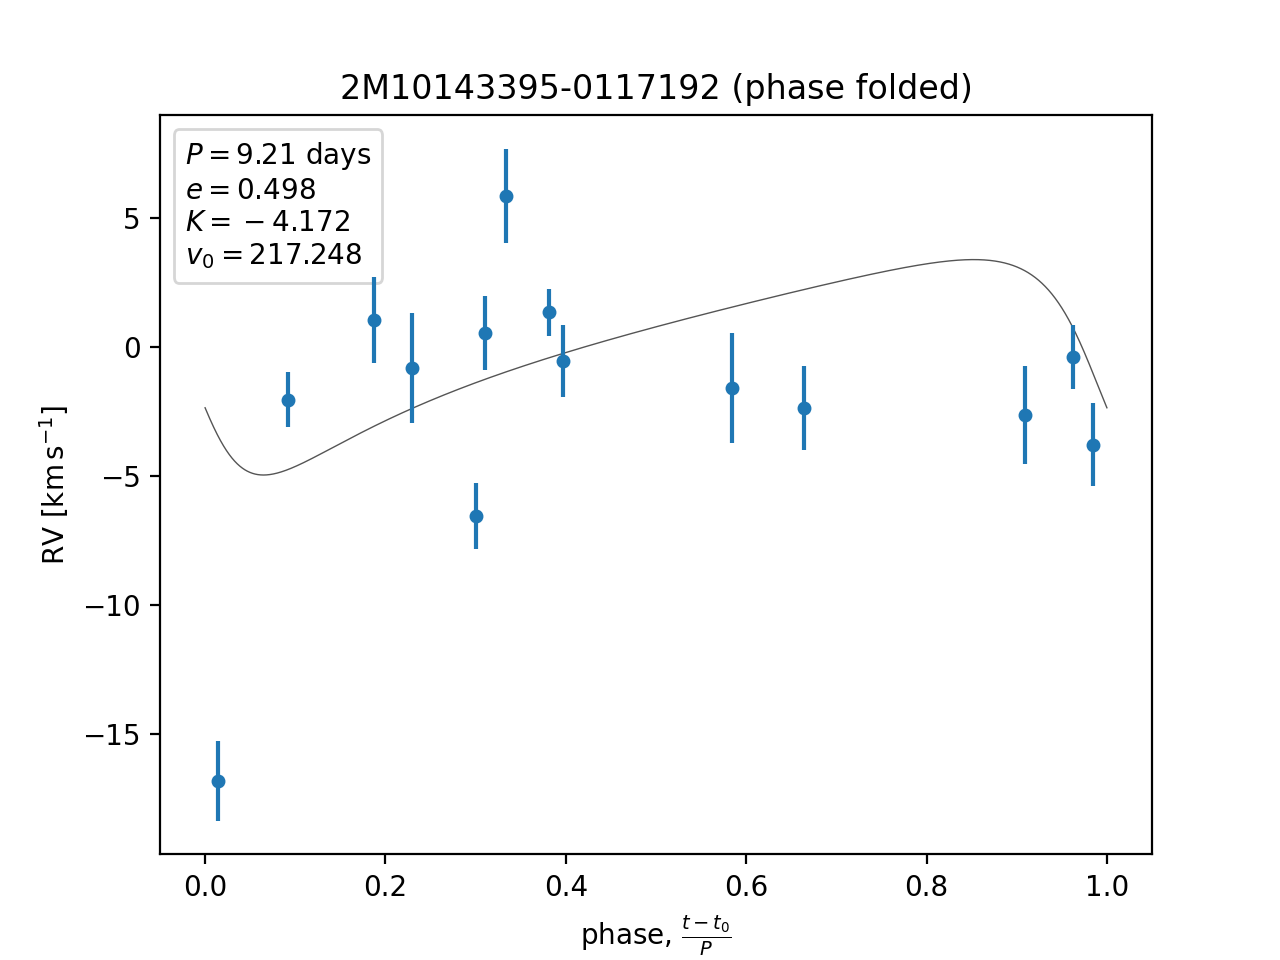 2M10143395-0117192 (phase folded)
P = 9.21 days
e = 0.498
K = −4.172
v₀ = 217.248
5
0
−5
−10
−15
RV [km s⁻¹]
0.0 0.2 0.4 0.6 0.8 1.0
phase, (t − t₀)/P